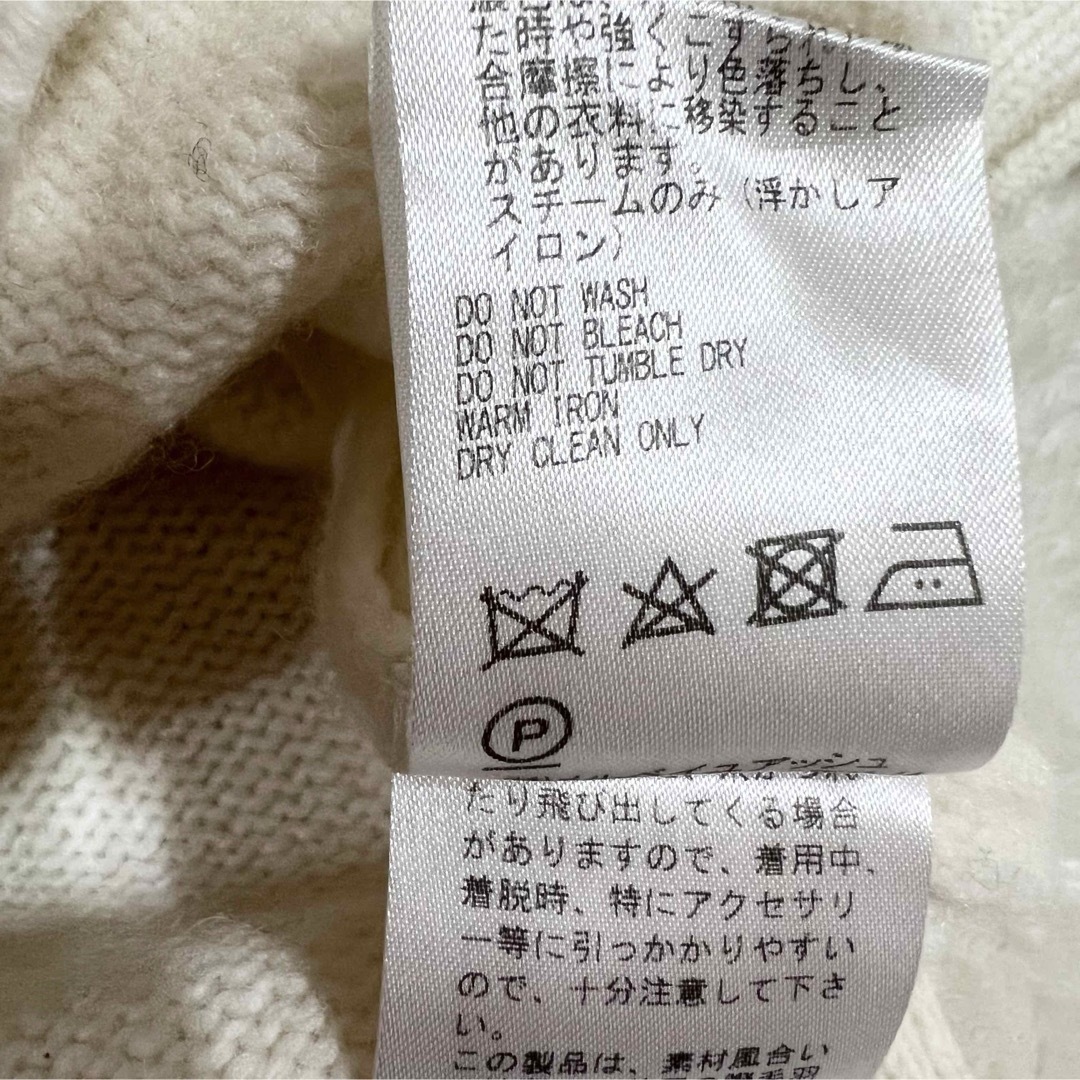 た時や強くこすられ
合摩擦により色落ちし、
他の衣料に移染すること
があります。
スチームのみ（浮かしア
イロン）
DO NOT WASH
DO NOT BLEACH
DO NOT TUMBLE DRY
WARM IRON
DRY CLEAN ONLY
P
たり飛び出してくる場合
がありますので、着用中、
着脱時、特にアクセサリ
ー等に引っかかりやすい
ので、十分注意して下さ
い。
この製品は、素材風合い